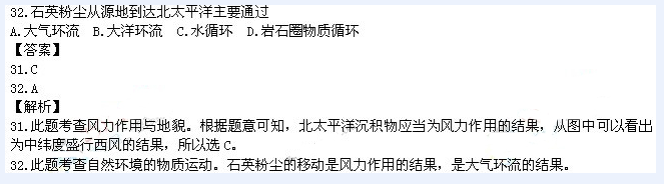 32.石英粉尘从源地到达北太平洋主要通过
A.大气环流 B.大洋环流 C.水循环 D.岩石圈物质循环
【答案】
31.C
32.A
【解析】
31.此题考查风力作用与地貌。根据题意可知，北太平洋沉积物应当为风力作用的结果，从图中可以看出
为中纬度盛行西风的结果，所以选C。
32.此题考查自然环境的物质运动。石英粉尘的移动是风力作用的结果，是大气环流的结果。